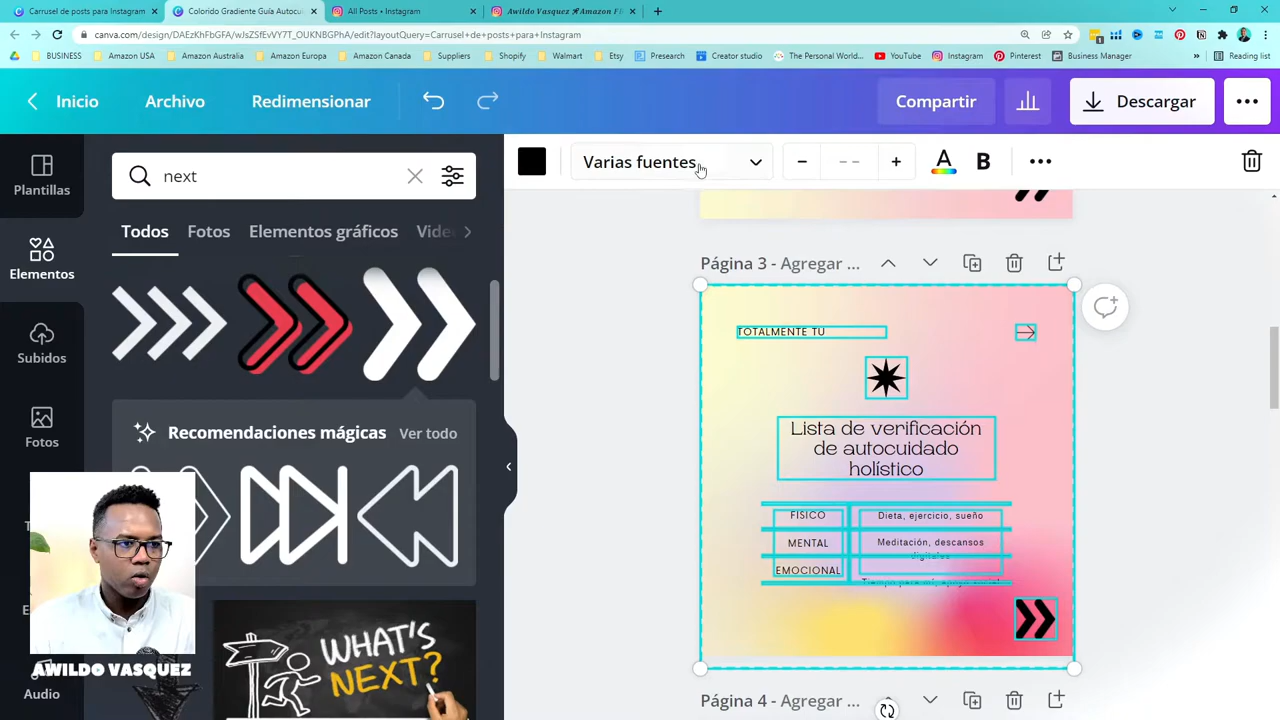 Carrusel de posts para Instagram
Colorido Gradiente Guía Autocui
All Posts • Instagram
Awildo Vasquez
Amazon F
canva.com/design/DAEzKhFbGFA/wJsZSfEvVY7T_OUKNBGPhA/edit?layoutQuery=Carrusel+de+posts+para+Instagram
BUSINESS
Amazon USA
Amazon Australia
Amazon Europa
Amazon Canada
Suppliers
Shopify
Walmart
Etsy
Presearch
Creator studio
The Personal World...
YouTube
Instagram
Pinterest
Business Manager
Reading list
Inicio
Archivo
Redimensionar
Compartir
Descargar
Plantillas
Elementos
Subidos
Fotos
Audio
next
Todos
Fotos
Elementos gráficos
Vide
Recomendaciones mágicas
Ver todo
WHAT'S
NEXT?
AWILDO VASQUEZ
Varias fuentes
B
Página 3 - Agregar ...
TOTALMENTE TÚ
Lista de verificación
de autocuidado
holístico
FÍSICO
Dieta, ejercicio, sueño
MENTAL
Meditación, descansos
digitales
EMOCIONAL
Página 4 - Agregar ...